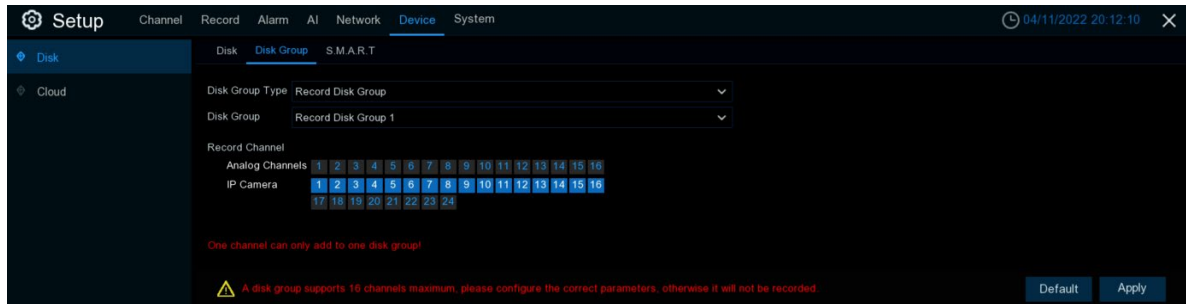 Setup Channel Record Alarm AI Network Device System 04/11/2022 20:12:10
Disk Disk Disk Group S.M.A.R.T
Cloud
Disk Group Type Record Disk Group
Disk Group Record Disk Group 1
Record Channel
Analog Channels 1 2 3 4 5 6 7 8 9 10 11 12 13 14 15 16
IP Camera 1 2 3 4 5 6 7 8 9 10 11 12 13 14 15 16
17 18 19 20 21 22 23 24
One channel can only add to one disk group!
A disk group supports 16 channels maximum, please configure the correct parameters, otherwise it will not be recorded.
Default Apply